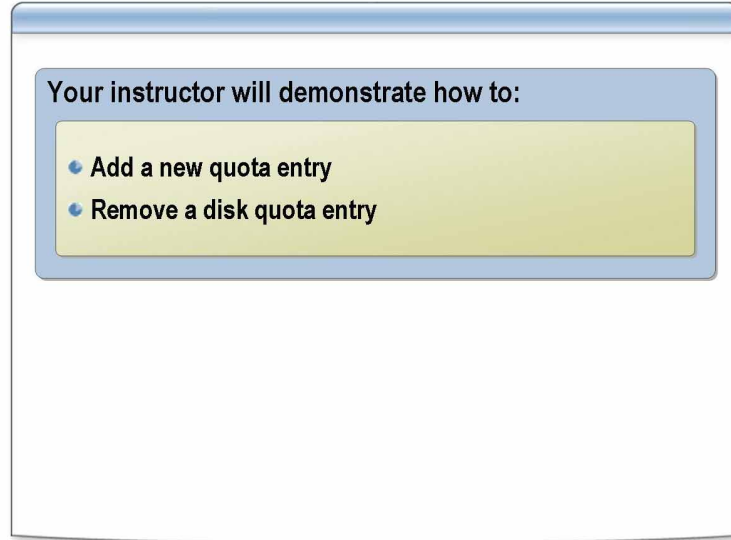 Your instructor will demonstrate how to:
Add a new quota entry
Remove a disk quota entry